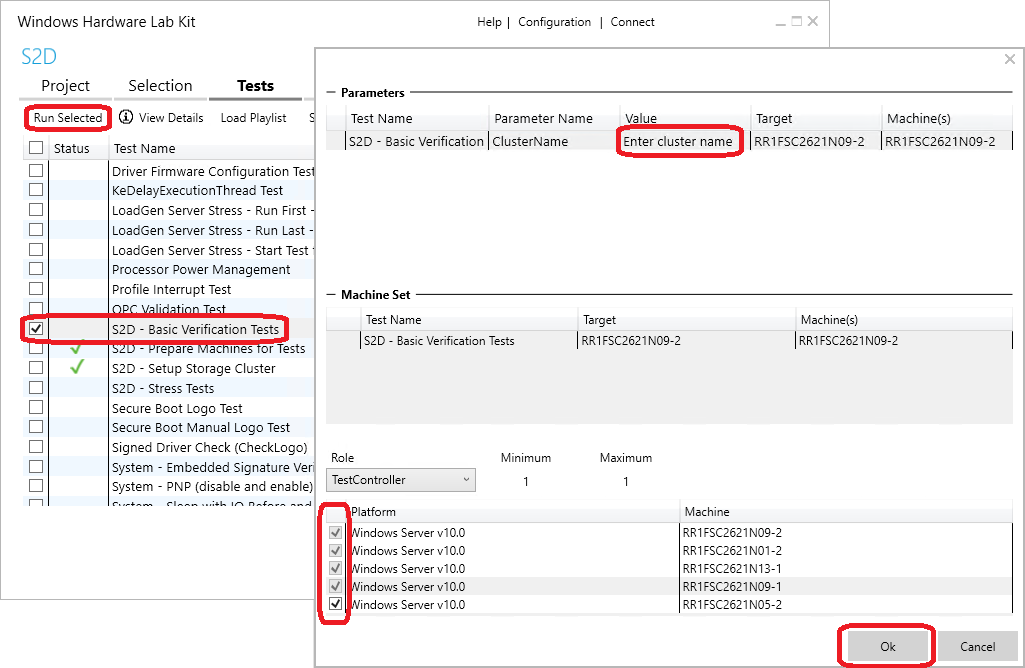 Windows Hardware Lab Kit
Help | Configuration | Connect
S2D
Project Selection Tests
Run Selected View Details Load Playlist S
Status Test Name
Driver Firmware Configuration Test
KeDelayExecutionThread Test
LoadGen Server Stress - Run First -
LoadGen Server Stress - Run Last -
LoadGen Server Stress - Start Test
Processor Power Management
Profile Interrupt Test
OPC Validation Test
S2D - Basic Verification Tests
S2D - Prepare Machines for Tests
S2D - Setup Storage Cluster
S2D - Stress Tests
Secure Boot Logo Test
Secure Boot Manual Logo Test
Signed Driver Check (CheckLogo)
System - Embedded Signature Veri
System - PNP (disable and enable)
System - Sleep with IO Before and
Parameters
Test Name Parameter Name Value Target Machine(s)
S2D - Basic Verification ClusterName Enter cluster name RR1FSC2621N09-2 RR1FSC2621N09-2
Machine Set
Test Name Target Machine(s)
S2D - Basic Verification Tests RR1FSC2621N09-2 RR1FSC2621N09-2
Role Minimum Maximum
TestController 1 1
Platform Machine
Windows Server v10.0 RR1FSC2621N09-2
Windows Server v10.0 RR1FSC2621N01-2
Windows Server v10.0 RR1FSC2621N13-1
Windows Server v10.0 RR1FSC2621N09-1
Windows Server v10.0 RR1FSC2621N05-2
Ok Cancel